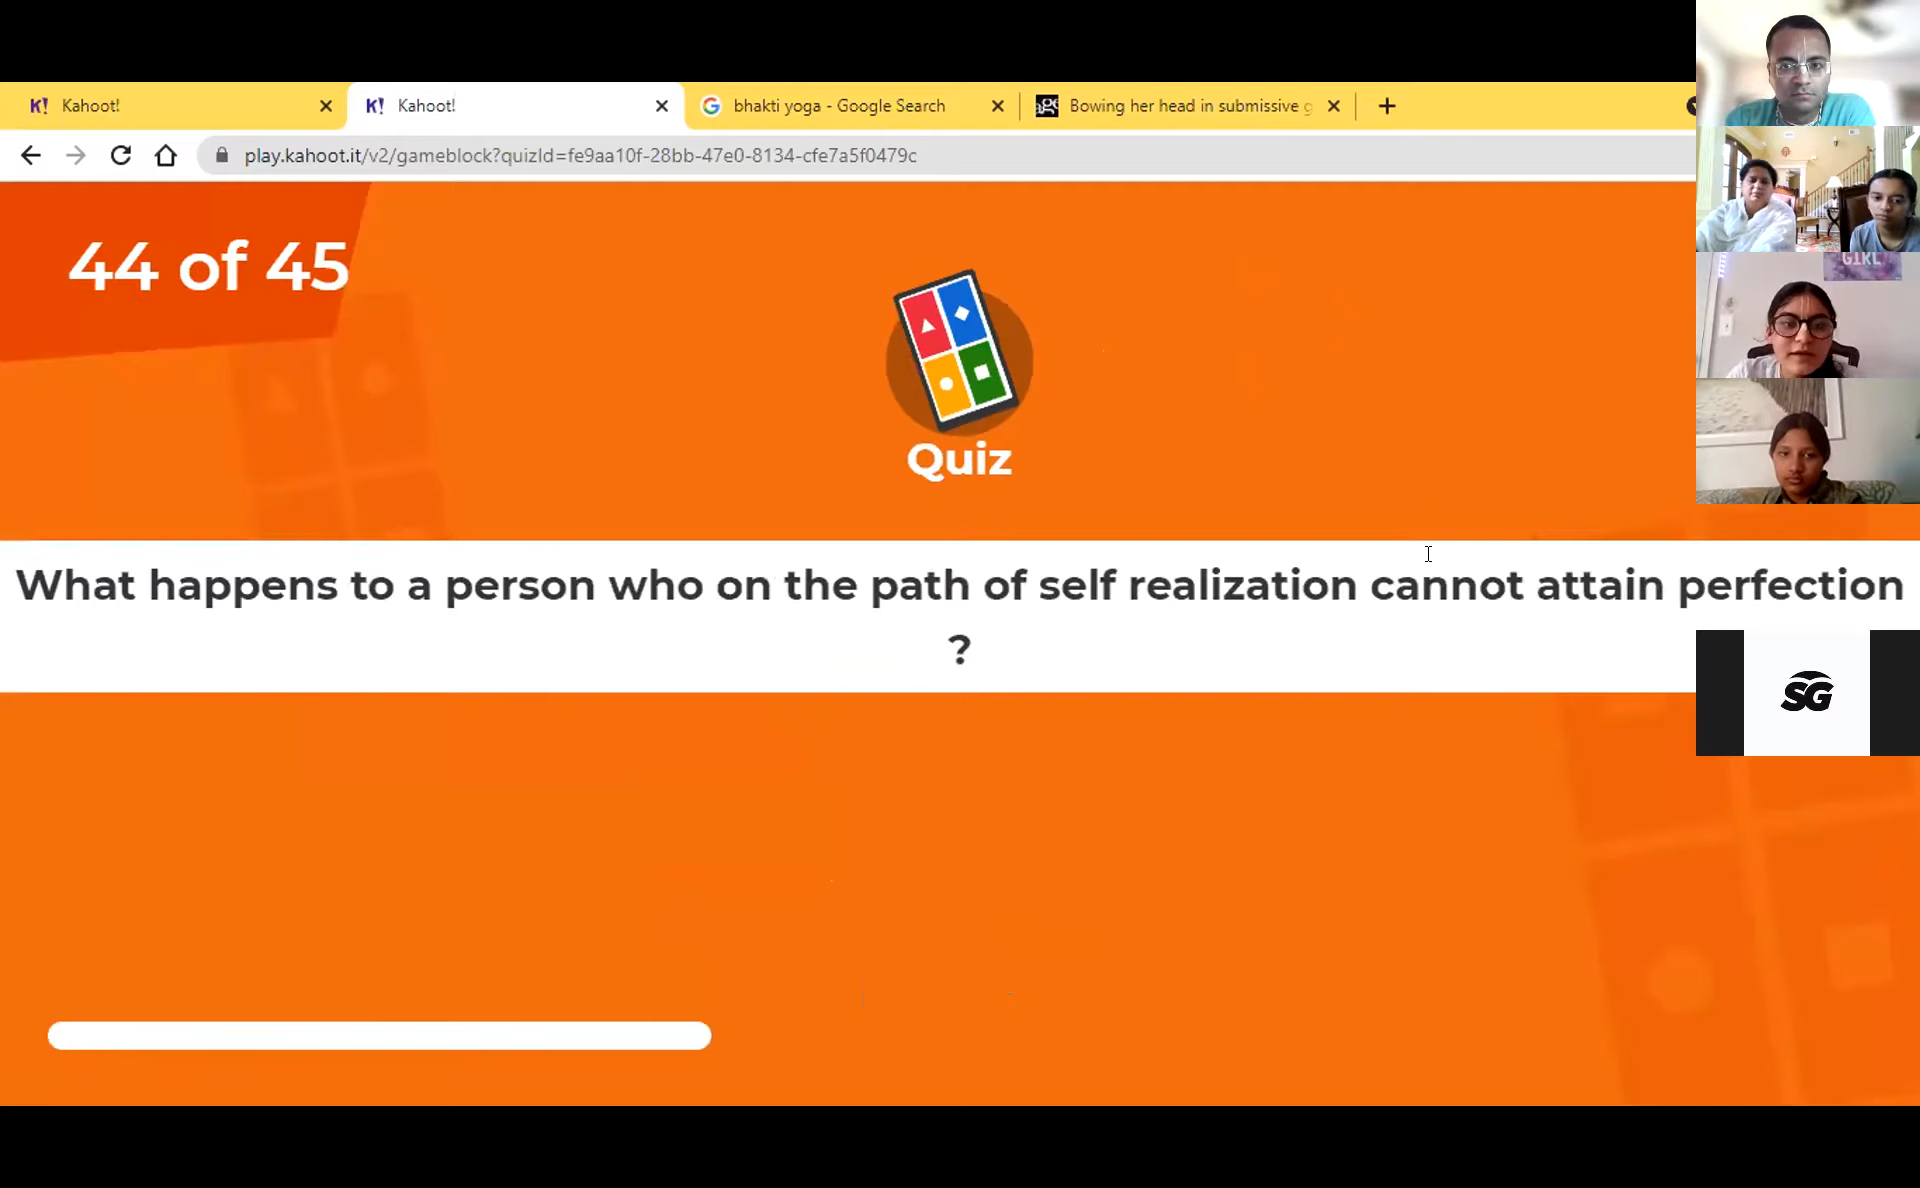 Kahoot!
Kahoot!
bhakti yoga - Google Search
Bowing her head in submissive g
play.kahoot.it/v2/gameblock?quizId=fe9aa10f-28bb-47e0-8134-cfe7a5f0479c
44 of 45
Quiz
What happens to a person who on the path of self realization cannot attain perfection
?
GIRL
SG